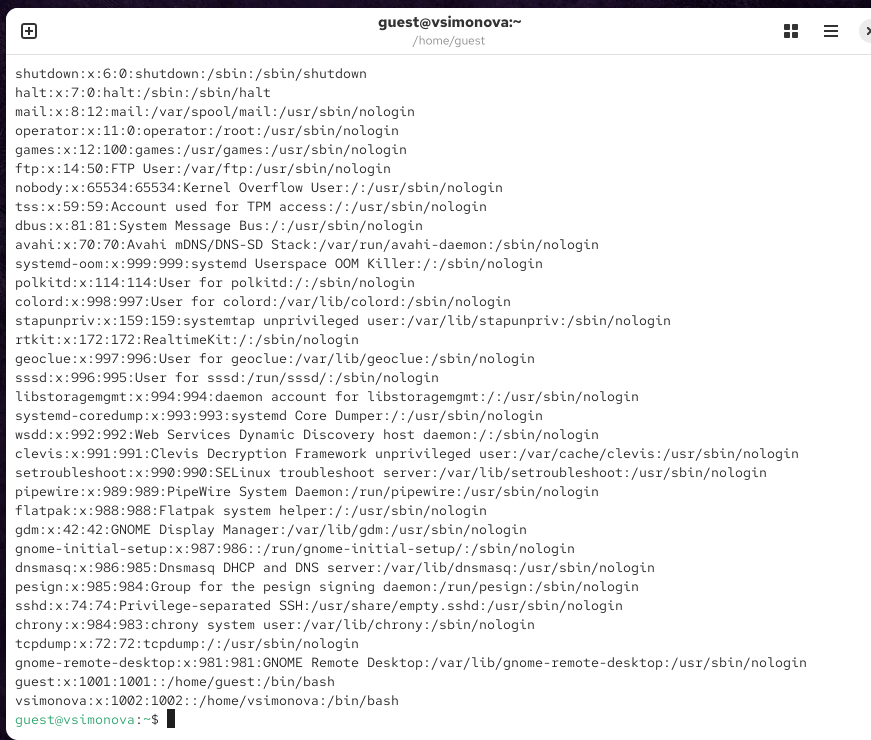 guest@vsimonova:~
/home/guest
shutdown:x:6:0:shutdown:/sbin:/sbin/shutdown
halt:x:7:0:halt:/sbin:/sbin/halt
mail:x:8:12:mail:/var/spool/mail:/usr/sbin/nologin
operator:x:11:0:operator:/root:/usr/sbin/nologin
games:x:12:100:games:/usr/games:/usr/sbin/nologin
ftp:x:14:50:FTP User:/var/ftp:/usr/sbin/nologin
nobody:x:65534:65534:Kernel Overflow User:/:/usr/sbin/nologin
tss:x:59:59:Account used for TPM access:/:/usr/sbin/nologin
dbus:x:81:81:System Message Bus:/:/usr/sbin/nologin
avahi:x:70:70:Avahi mDNS/DNS-SD Stack:/var/run/avahi-daemon:/sbin/nologin
systemd-oom:x:999:999:systemd Userspace OOM Killer:/:/sbin/nologin
polkitd:x:114:114:User for polkitd:/:/sbin/nologin
colord:x:998:997:User for colord:/var/lib/colord:/sbin/nologin
stapunpriv:x:159:159:systemtap unprivileged user:/var/lib/stapunpriv:/sbin/nologin
rtkit:x:172:172:RealtimeKit:/:/sbin/nologin
geoclue:x:997:996:User for geoclue:/var/lib/geoclue:/sbin/nologin
sssd:x:996:995:User for sssd:/run/sssd/:/sbin/nologin
libstoragemgmt:x:994:994:daemon account for libstoragemgmt:/:/usr/sbin/nologin
systemd-coredump:x:993:993:systemd Core Dumper:/:/usr/sbin/nologin
wsdd:x:992:992:Web Services Dynamic Discovery host daemon:/:/sbin/nologin
clevis:x:991:991:Clevis Decryption Framework unprivileged user:/var/cache/clevis:/usr/sbin/nologin
setroubleshoot:x:990:990:SELinux troubleshoot server:/var/lib/setroubleshoot:/usr/sbin/nologin
pipewire:x:989:989:PipeWire System Daemon:/run/pipewire:/usr/sbin/nologin
flatpak:x:988:988:Flatpak system helper:/:/usr/sbin/nologin
gdm:x:42:42:GNOME Display Manager:/var/lib/gdm:/usr/sbin/nologin
gnome-initial-setup:x:987:986::/run/gnome-initial-setup/:/sbin/nologin
dnsmasq:x:986:985:Dnsmasq DHCP and DNS server:/var/lib/dnsmasq:/usr/sbin/nologin
pesign:x:985:984:Group for the pesign signing daemon:/run/pesign:/sbin/nologin
sshd:x:74:74:Privilege-separated SSH:/usr/share/empty.sshd:/usr/sbin/nologin
chrony:x:984:983:chrony system user:/var/lib/chrony:/sbin/nologin
tcpdump:x:72:72:tcpdump:/:/usr/sbin/nologin
gnome-remote-desktop:x:981:981:GNOME Remote Desktop:/var/lib/gnome-remote-desktop:/usr/sbin/nologin
guest:x:1001:1001::/home/guest:/bin/bash
vsimonova:x:1002:1002::/home/vsimonova:/bin/bash
guest@vsimonova:~$